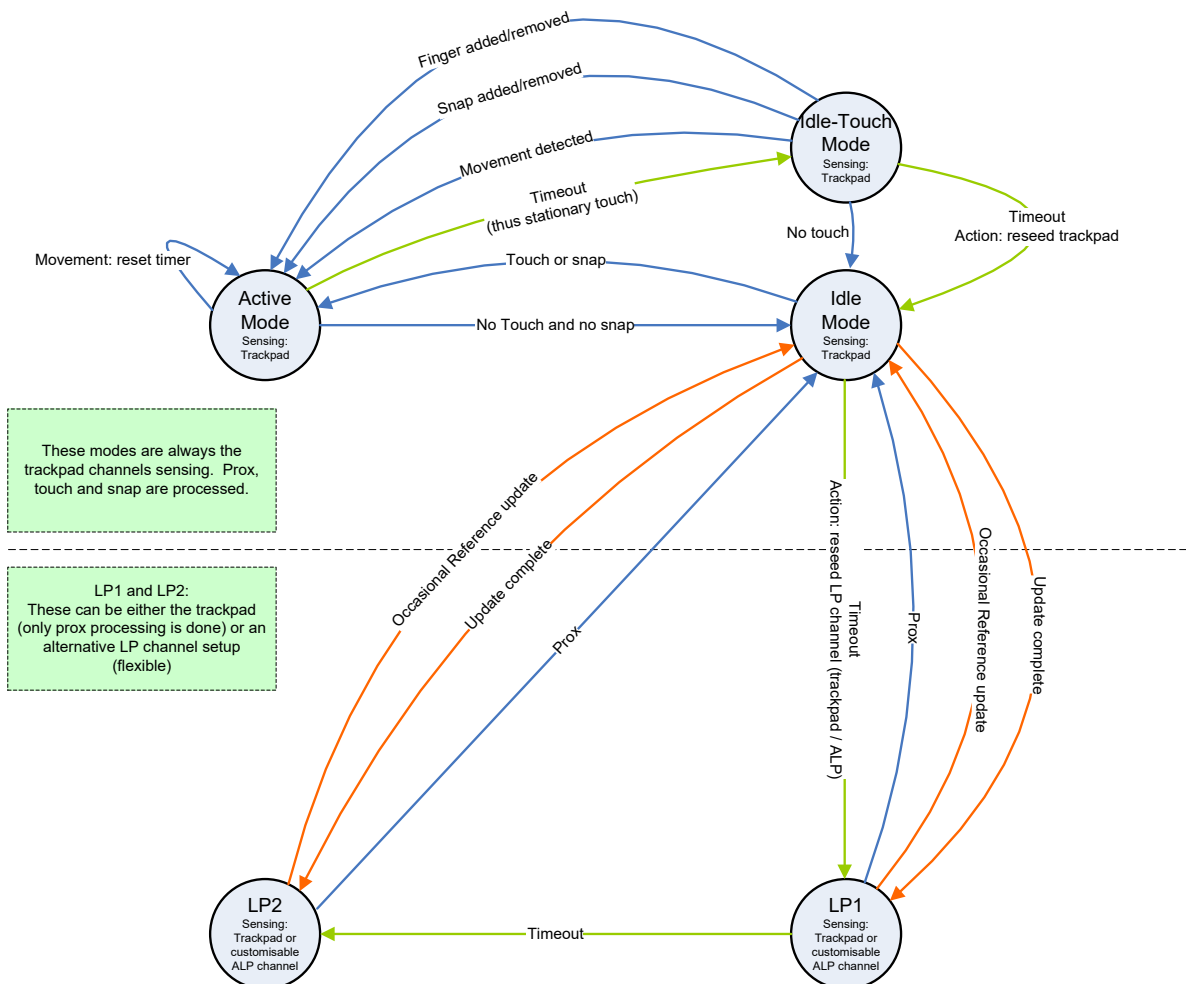 Finger added/removed
Snap added/removed
Movement detected
Timeout
(thus stationary touch)
Idle-Touch
Mode
Sensing:
Trackpad
Timeout
Action: reseed trackpad
No touch
Movement: reset timer
Touch or snap
Active
Mode
Sensing:
Trackpad
No Touch and no snap
Idle
Mode
Sensing:
Trackpad
These modes are always the
trackpad channels sensing.  Prox,
touch and snap are processed.
LP1 and LP2:
These can be either the trackpad
(only prox processing is done) or an
alternative LP channel setup
(flexible)
Occasional Reference update
Update complete
Prox
Timeout
Action: reseed LP channel (trackpad / ALP)
Prox
Occasional Reference update
Update complete
LP2
Sensing:
Trackpad or
customisable
ALP channel
Timeout
LP1
Sensing:
Trackpad or
customisable
ALP channel